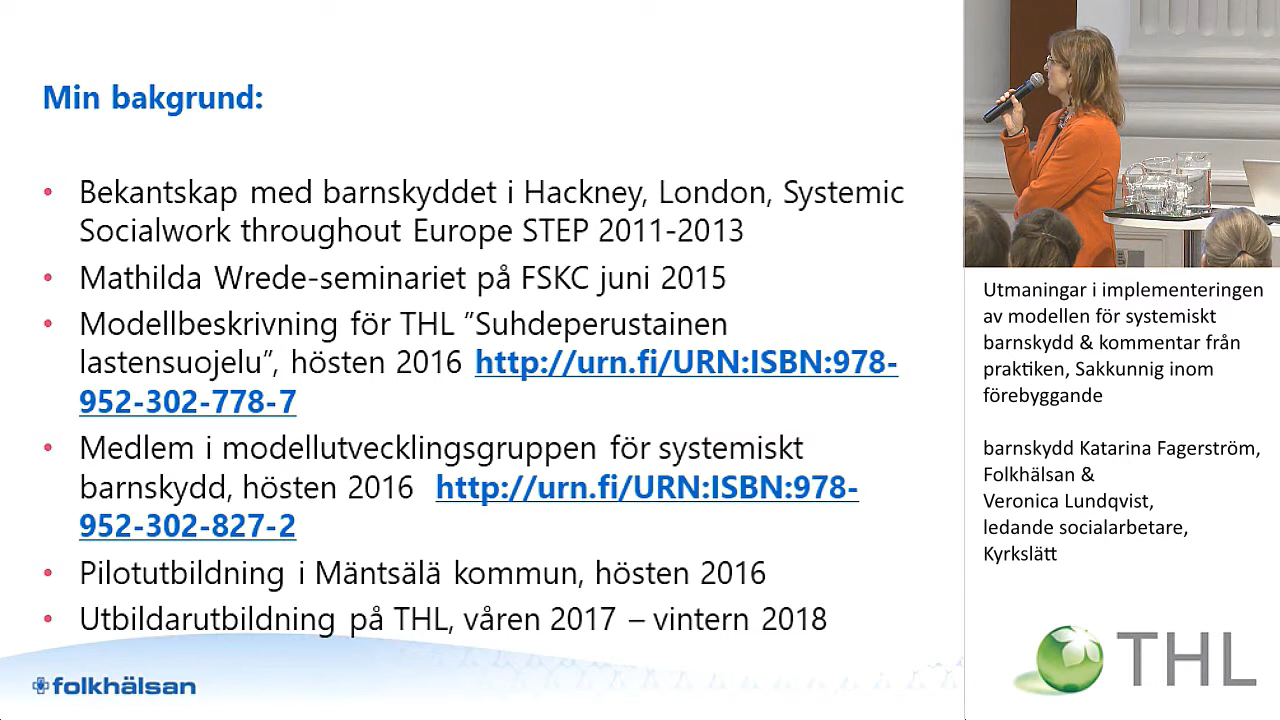 Min bakgrund:
• Bekantskap med barnskyddet i Hackney, London, Systemic
Socialwork throughout Europe STEP 2011-2013
• Mathilda Wrede-seminariet på FSKC juni 2015
• Modellbeskrivning för THL ”Suhdeperustainen
lastensuojelu”, hösten 2016 http://urn.fi/URN:ISBN:978-
952-302-778-7
• Medlem i modellutvecklingsgruppen för systemiskt
barnskydd, hösten 2016 http://urn.fi/URN:ISBN:978-
952-302-827-2
• Pilotutbildning i Mäntsälä kommun, hösten 2016
• Utbildarutbildning på THL, våren 2017 – vintern 2018
folkhälsan
Utmaningar i implementeringen
av modellen för systemiskt
barnskydd & kommentar från
praktiken, Sakkunnig inom
förebyggande
barnskydd Katarina Fagerström,
Folkhälsan &
Veronica Lundqvist,
ledande socialarbetare,
Kyrkslätt
THL